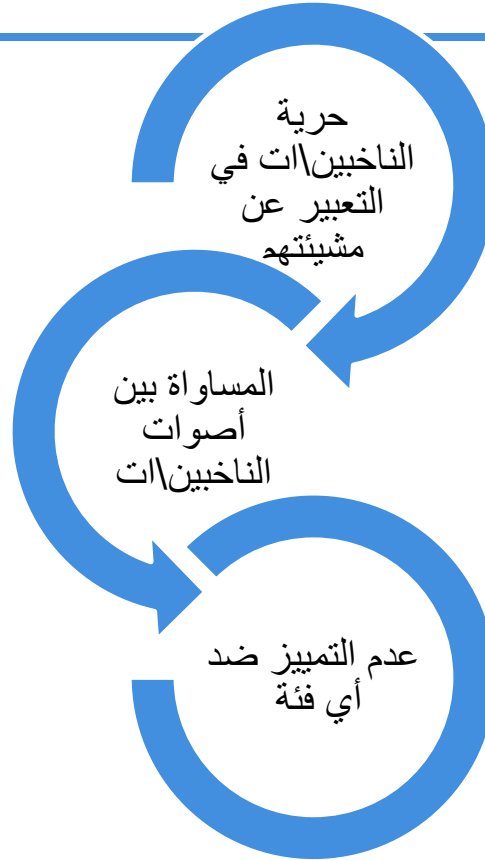 حرية
الناخبين\ات في
التعبير عن
مشيئتهم
المساواة بين
أصوات
الناخبين\ات
عدم التمييز ضد
أي فئة